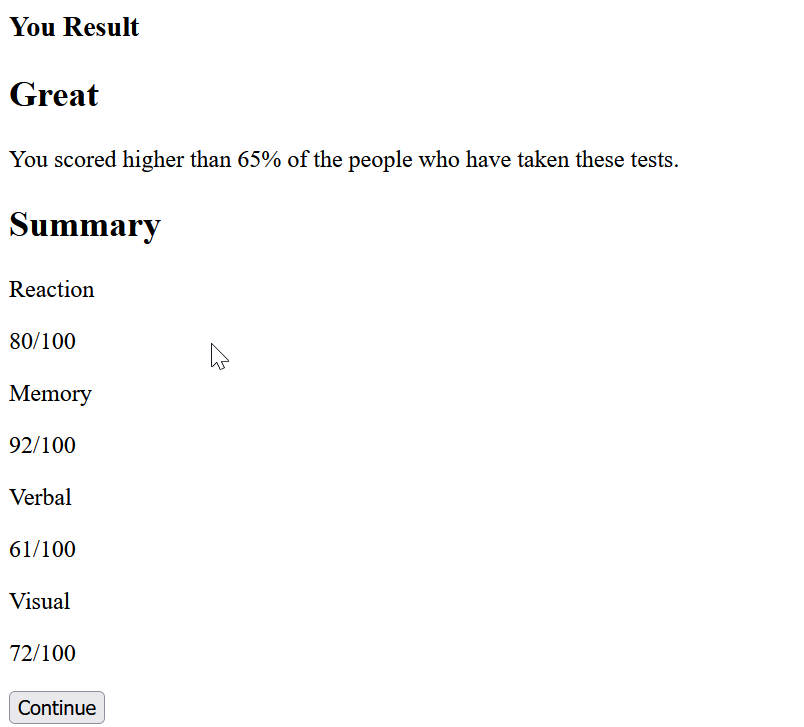 You Result
Great
You scored higher than 65% of the people who have taken these tests.
Summary
Reaction
80/100
Memory
92/100
Verbal
61/100
Visual
72/100
Continue